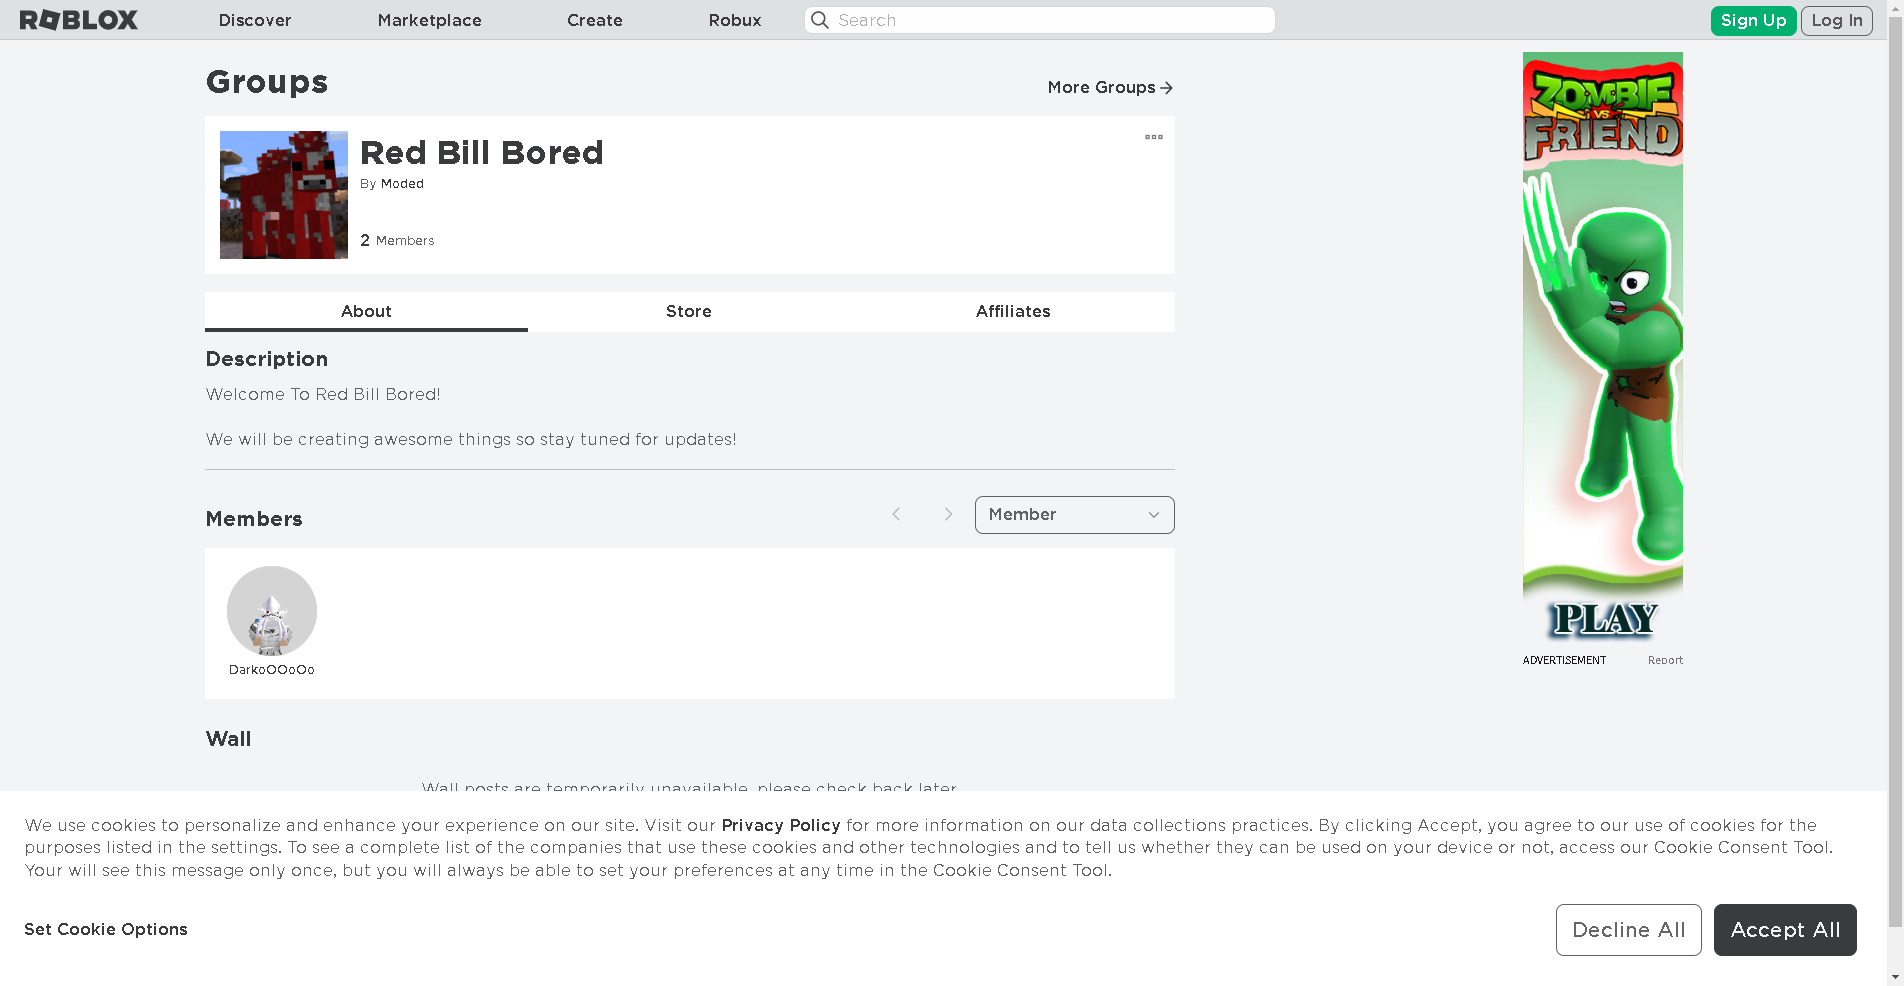 ROBLOX Discover Marketplace Create Robux Search Sign Up Log In
Groups
More Groups
Red Bill Bored
By Moded
2 Members
About Store Affiliates
Description
Welcome To Red Bill Bored!
We will be creating awesome things so stay tuned for updates!
Members
Member
DarkoOOoOo
Wall
Wall posts are temporarily unavailable, please check back later.
ZOMBIE
VS
FRIEND
PLAY
ADVERTISEMENT Report
We use cookies to personalize and enhance your experience on our site. Visit our Privacy Policy for more information on our data collections practices. By clicking Accept, you agree to our use of cookies for the
purposes listed in the settings. To see a complete list of the companies that use these cookies and other technologies and to tell us whether they can be used on your device or not, access our Cookie Consent Tool.
Your will see this message only once, but you will always be able to set your preferences at any time in the Cookie Consent Tool.
Set Cookie Options
Decline All
Accept All